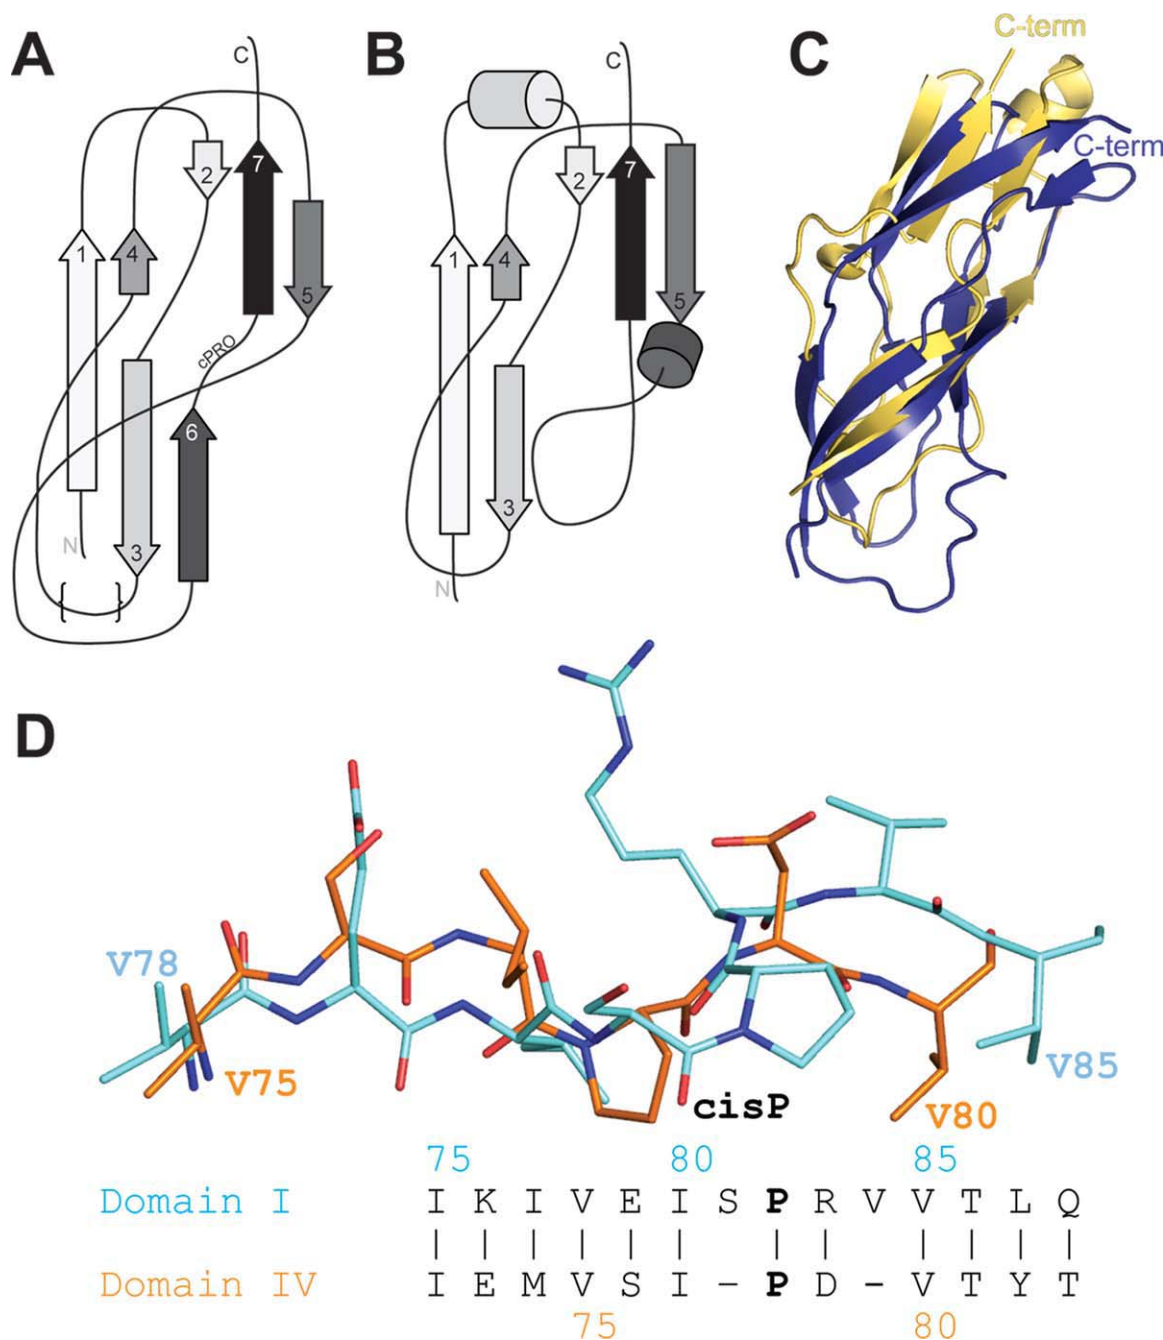 A
C
1
4
2
7
5
cPRO
6
3
N
B
C
1
4
2
7
5
3
N
C
C-term
C-term
D
V78
V75
cisP
V80
V85
75 80 85
Domain I I K I V E I S P R V V T L Q
| | | | | | | | | | | |
Domain IV I E M V S I – P D – V T Y T
75 80